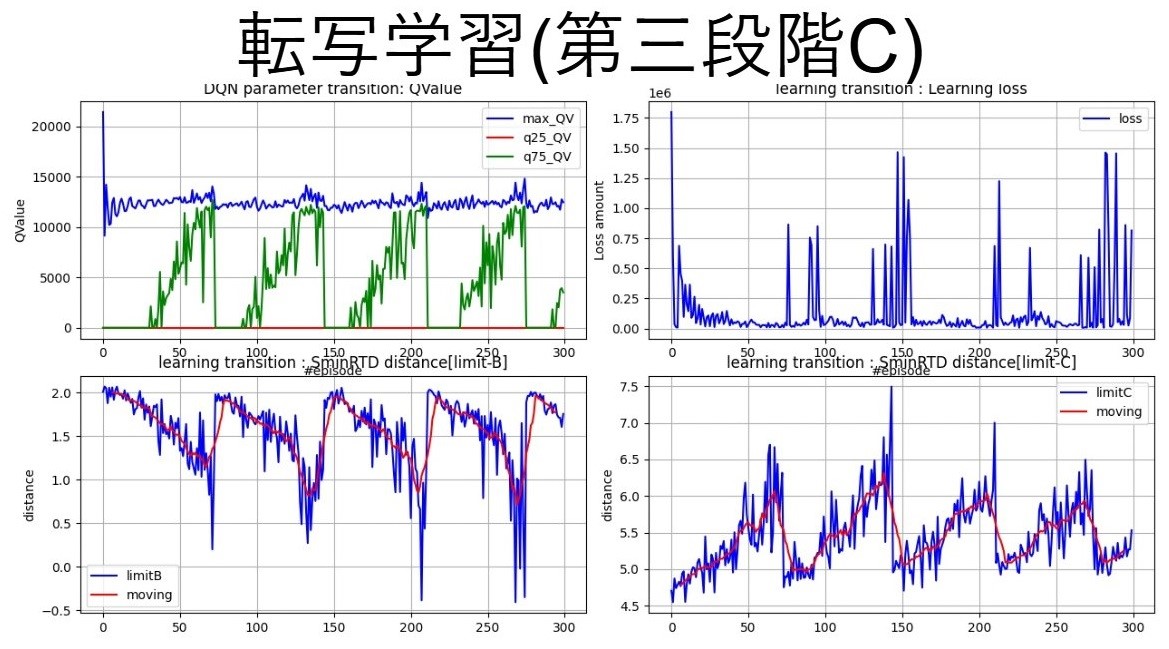 転写学習(第三段階C)
DQN parameter transition: QValue
max_QV
q25_QV
q75_QV
QValue
20000
15000
10000
5000
0
0 50 100 150 200 250 300
#episode
learning transition : Learning loss
1e6
loss
Loss amount
1.75
1.50
1.25
1.00
0.75
0.50
0.25
0.00
0 50 100 150 200 250 300
#episode
learning transition : SminRTD distance[limit-B]
distance
2.0
1.5
1.0
0.5
0.0
−0.5
limitB
moving
0 50 100 150 200 250 300
learning transition : SminRTD distance[limit-C]
distance
7.5
7.0
6.5
6.0
5.5
5.0
4.5
limitC
moving
0 50 100 150 200 250 300